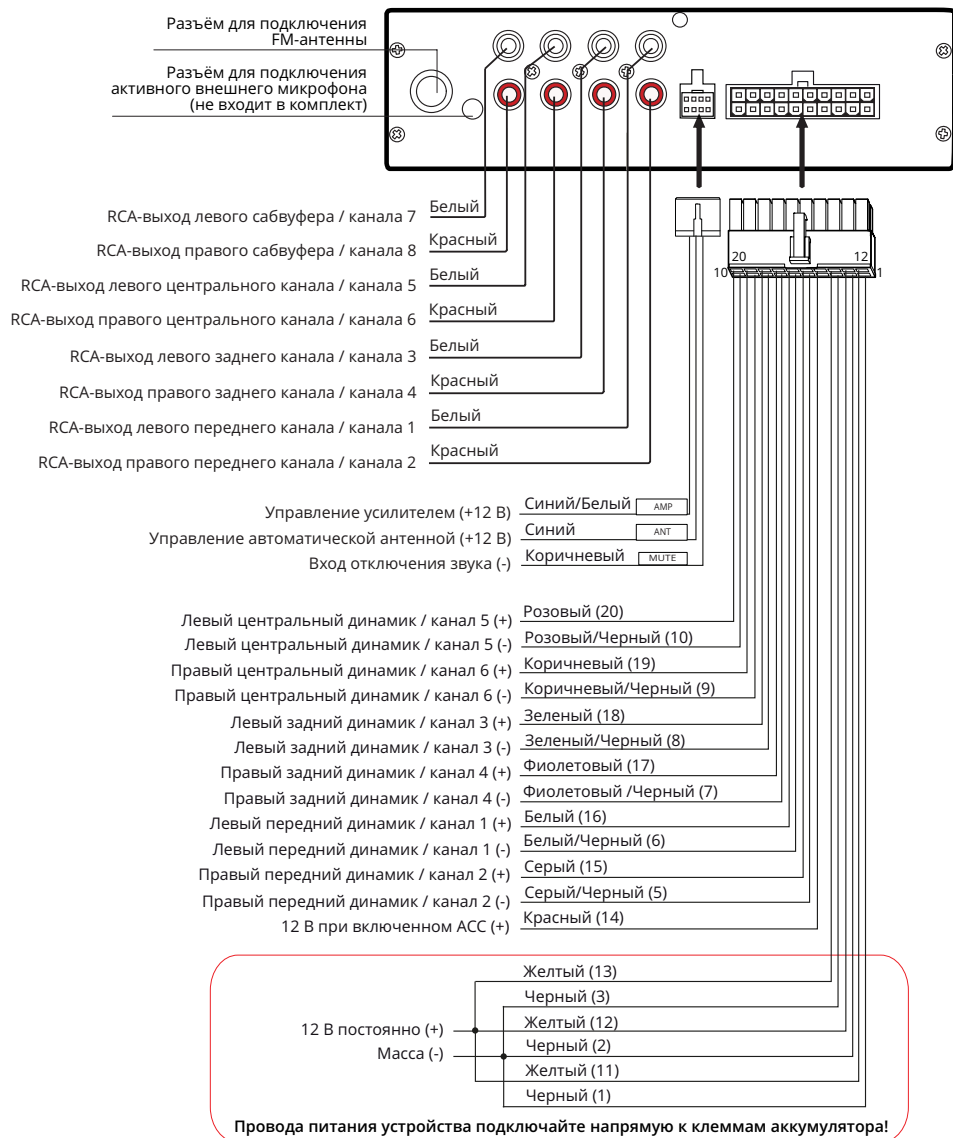 Разъём для подключения
FM-антенны
Разъём для подключения
активного внешнего микрофона
(не входит в комплект)
RCA-выход левого сабвуфера / канала 7 Белый
RCA-выход правого сабвуфера / канала 8 Красный
RCA-выход левого центрального канала / канала 5 Белый
RCA-выход правого центрального канала / канала 6 Красный
RCA-выход левого заднего канала / канала 3 Белый
RCA-выход правого заднего канала / канала 4 Красный
RCA-выход левого переднего канала / канала 1 Белый
RCA-выход правого переднего канала / канала 2 Красный
20 12
10 1
Управление усилителем (+12 В) Синий/Белый AMP
Управление автоматической антенной (+12 В) Синий ANT
Вход отключения звука (-) Коричневый MUTE
Левый центральный динамик / канал 5 (+) Розовый (20)
Левый центральный динамик / канал 5 (-) Розовый/Черный (10)
Правый центральный динамик / канал 6 (+) Коричневый (19)
Правый центральный динамик / канал 6 (-) Коричневый/Черный (9)
Левый задний динамик / канал 3 (+) Зеленый (18)
Левый задний динамик / канал 3 (-) Зеленый/Черный (8)
Правый задний динамик / канал 4 (+) Фиолетовый (17)
Правый задний динамик / канал 4 (-) Фиолетовый /Черный (7)
Левый передний динамик / канал 1 (+) Белый (16)
Левый передний динамик / канал 1 (-) Белый/Черный (6)
Правый передний динамик / канал 2 (+) Серый (15)
Правый передний динамик / канал 2 (-) Серый/Черный (5)
12 В при включенном ACC (+) Красный (14)
Желтый (13)
Черный (3)
12 В постоянно (+) Желтый (12)
Масса (-) Черный (2)
Желтый (11)
Черный (1)
Провода питания устройства подключайте напрямую к клеммам аккумулятора!